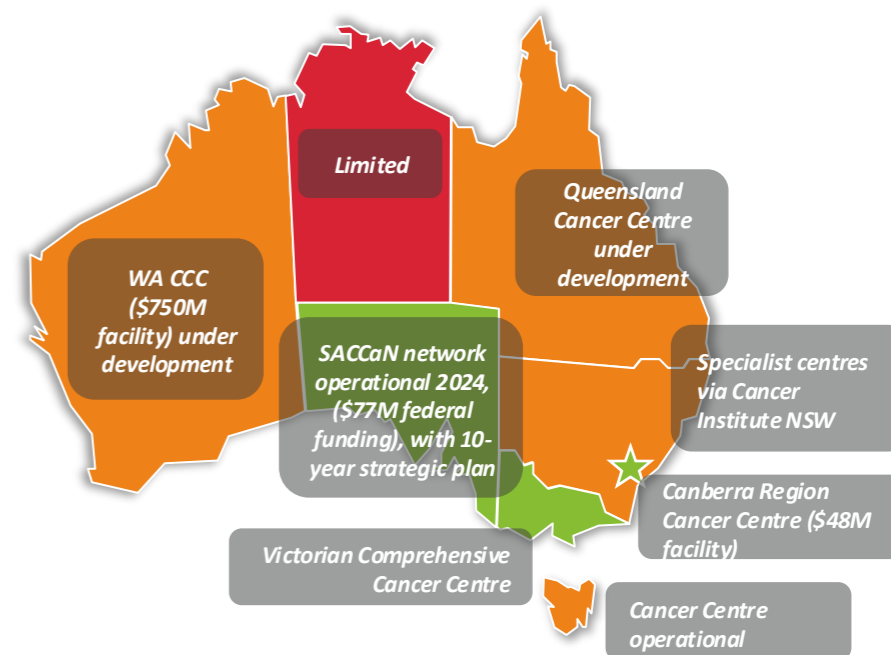 Limited
Queensland
Cancer Centre
under
development
WA CCC
($750M
facility) under
development
SACCaN network
operational 2024,
($77M federal
funding), with 10-
year strategic plan
Specialist centres
via Cancer
Institute NSW
Canberra Region
Cancer Centre ($48M
facility)
Victorian Comprehensive
Cancer Centre
Cancer Centre
operational